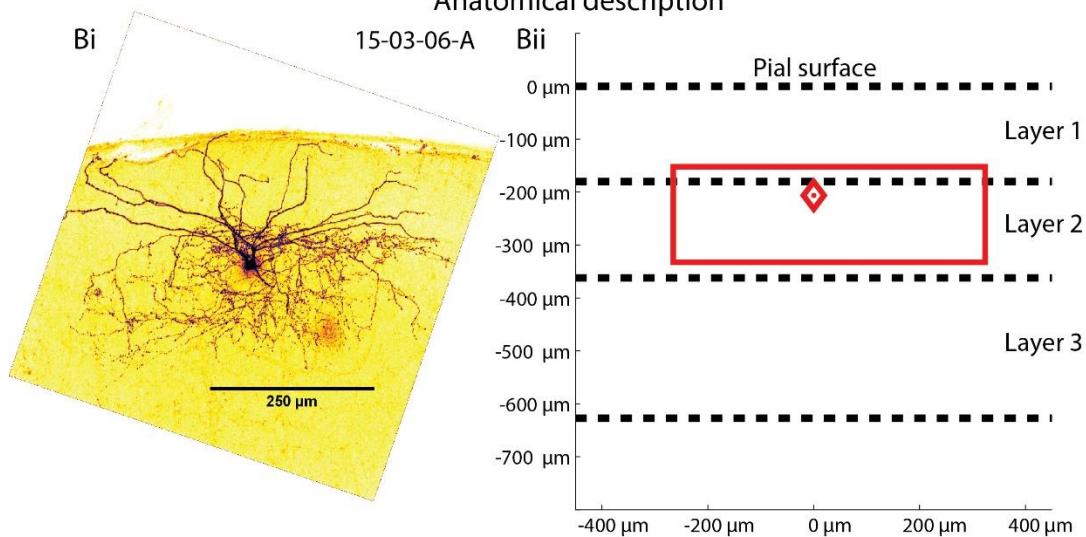 Anatomical description
Bi
15-03-06-A
250 µm
Bii
Pial surface
0 µm
-100 µm
-200 µm
-300 µm
-400 µm
-500 µm
-600 µm
-700 µm
Layer 1
Layer 2
Layer 3
-400 µm
-200 µm
0 µm
200 µm
400 µm